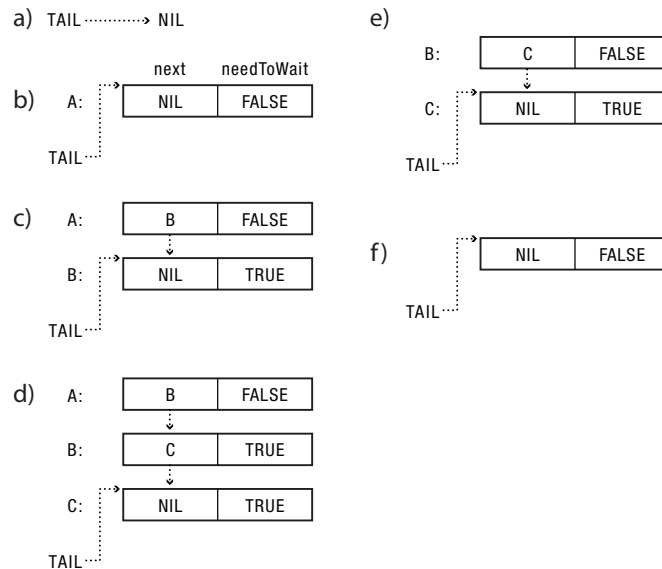 a) TAIL NIL
next needToWait
b) A: NIL FALSE
TAIL
c) A: B FALSE
B: NIL TRUE
TAIL
d) A: B FALSE
B: C TRUE
C: NIL TRUE
TAIL
e)
B: C FALSE
C: NIL TRUE
TAIL
f) NIL FALSE
TAIL